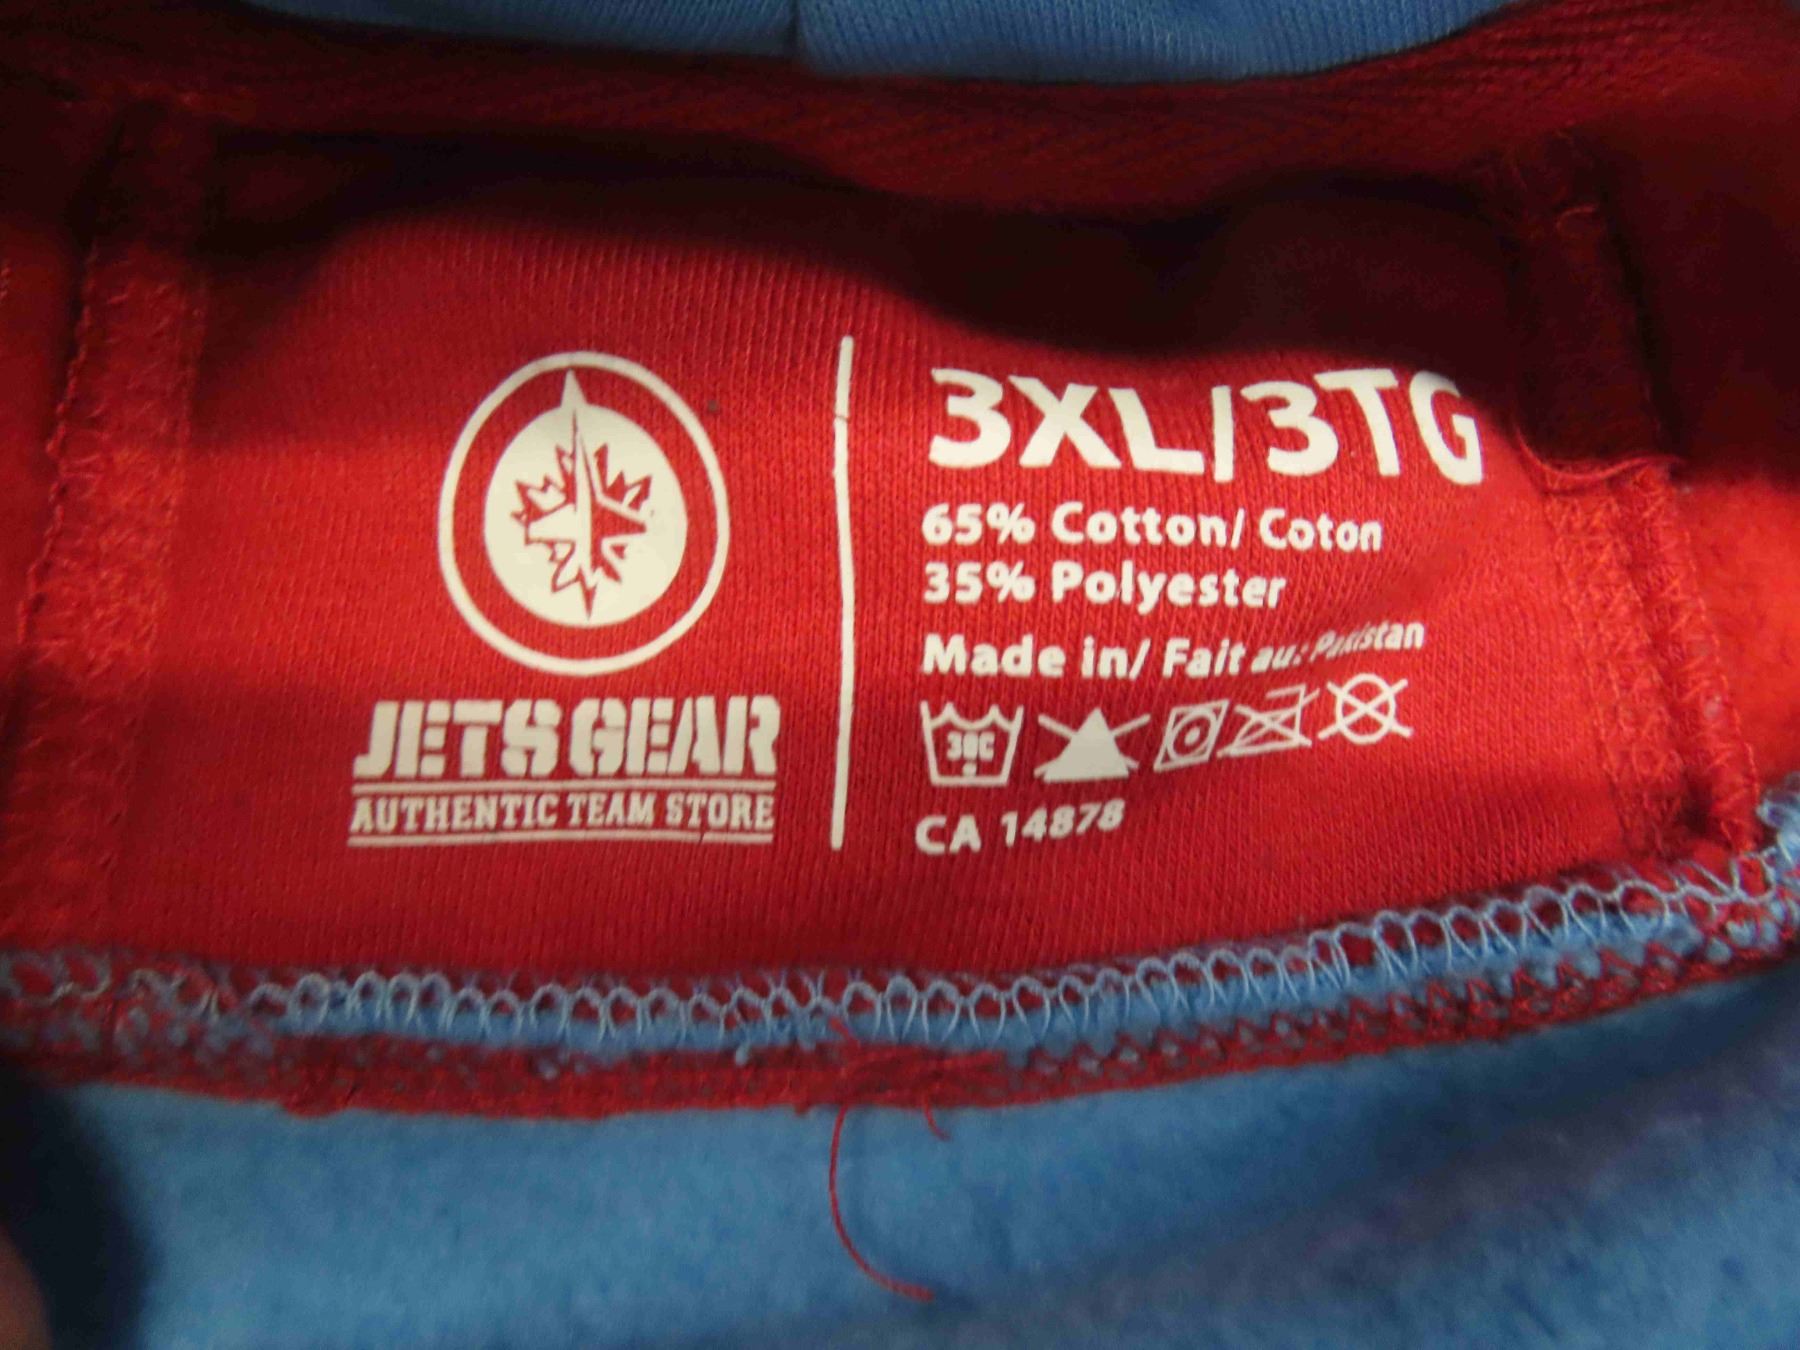 JETS GEAR
AUTHENTIC TEAM STORE
3XL/3TG
65% Cotton/ Coton
35% Polyester
Made in/ Fait au: Pakistan
30C
CA 14878